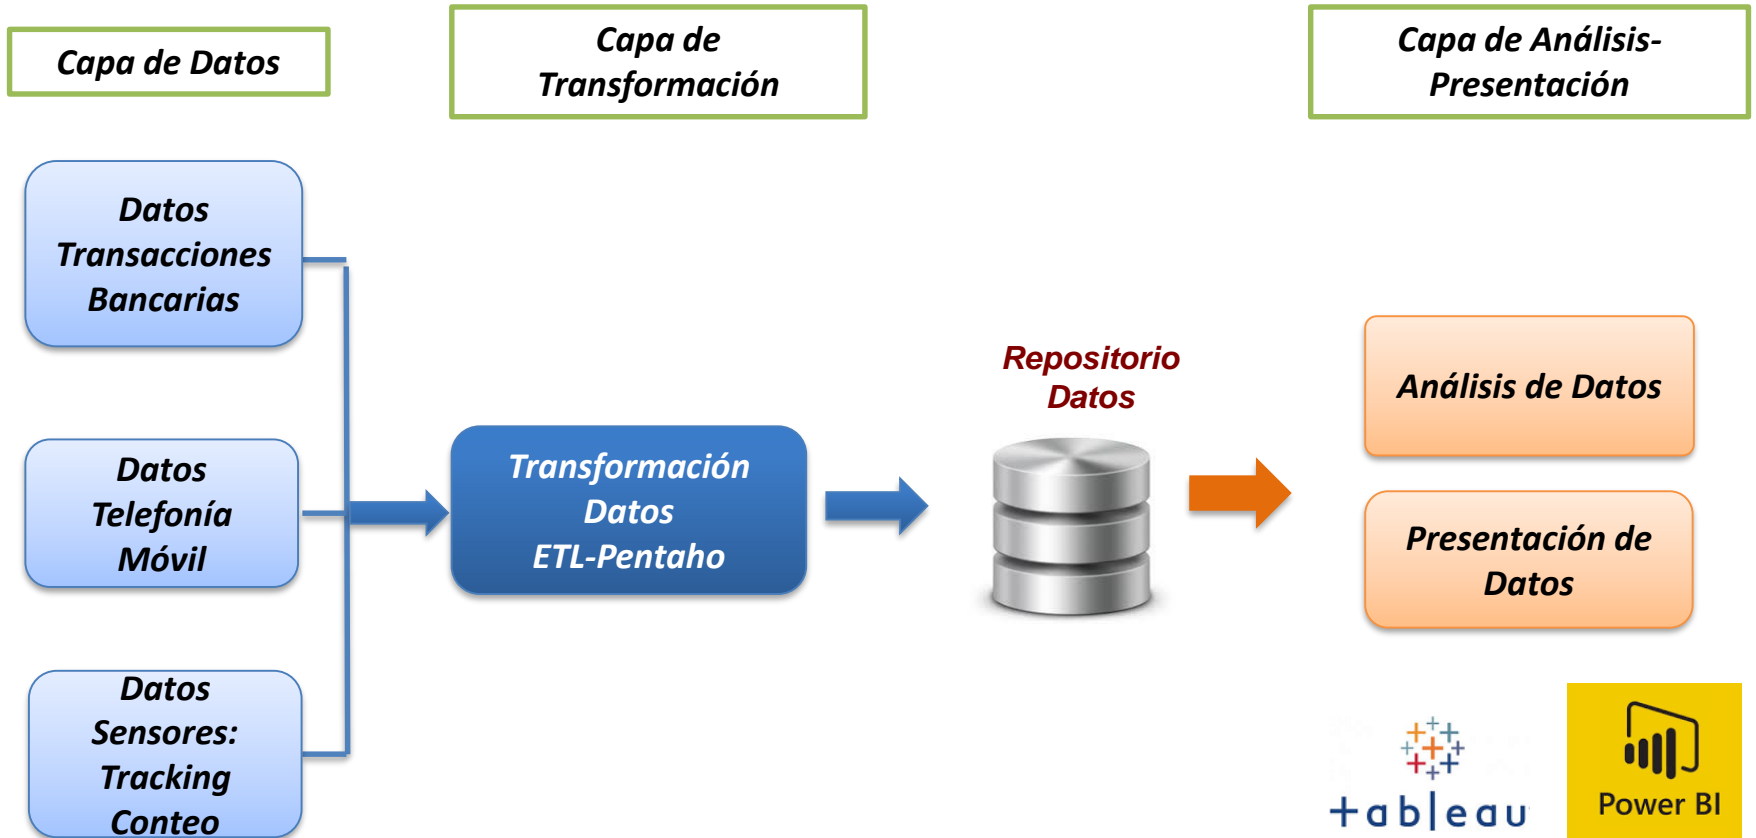 Capa de Datos
Capa de
Transformación
Capa de Análisis-
Presentación
Datos
Transacciones
Bancarias
Datos
Telefonía
Móvil
Datos
Sensores:
Tracking
Conteo
Transformación
Datos
ETL-Pentaho
Repositorio
Datos
Análisis de Datos
Presentación de
Datos
+ableau
Power BI